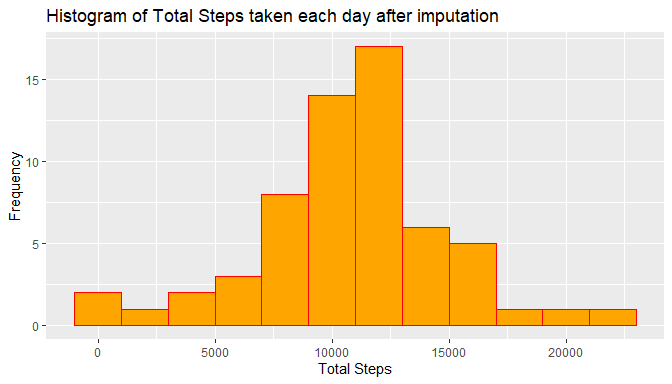 Histogram of Total Steps taken each day after imputation
Frequency
15
10
5
0
0 5000 10000 15000 20000
Total Steps